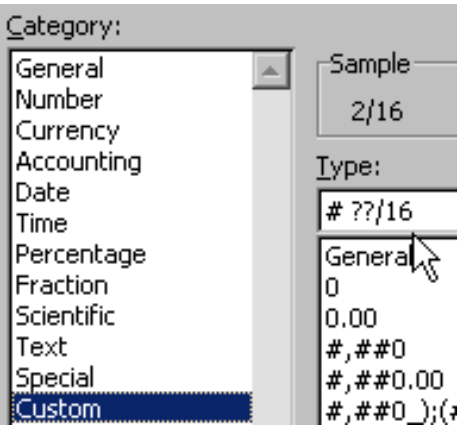 Category:
General
Number
Currency
Accounting
Date
Time
Percentage
Fraction
Scientific
Text
Special
Custom
Sample
2/16
Type:
# ??/16
General
0
0.00
#,##0
#,##0.00
#,##0_);(#